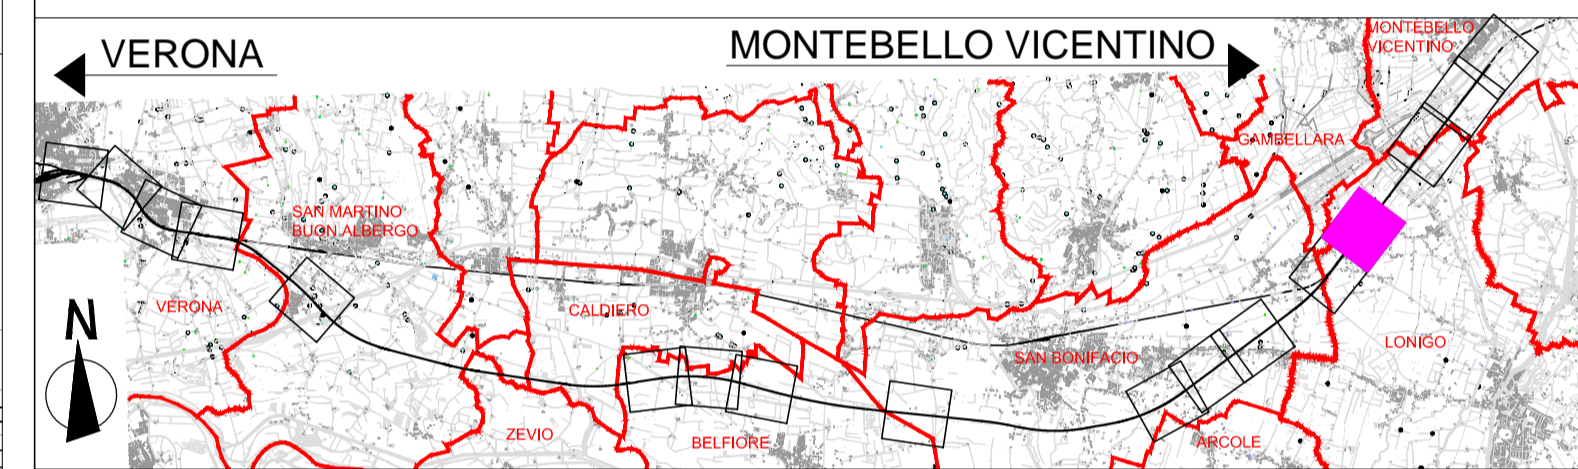 VERONA
MONTEBELLO VICENTINO
MONTEBELLO
VICENTINO
GAMBELLARA
SAN MARTINO
BUON ALBERGO
VERONA
CALDIERO
N
SAN BONIFACIO
LONIGO
ZEVIO
BELFIORE
ARCOLE